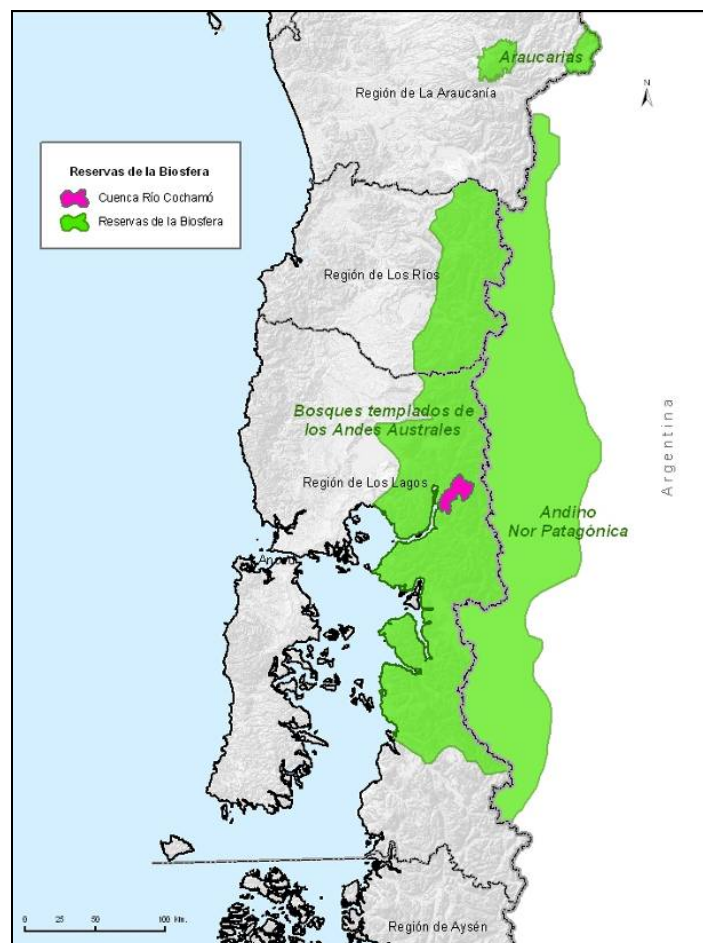 Araucarias
Región de La Araucanía
N
Reservas de la Biosfera
Cuenca Río Cochamó
Reservas de la Biosfera
Región de Los Ríos
Bosques templados de
los Andes Australes
Región de Los Lagos
Argentina
Andino
Nor Patagónica
Región de Aysén
0 25 50 100 Kms.